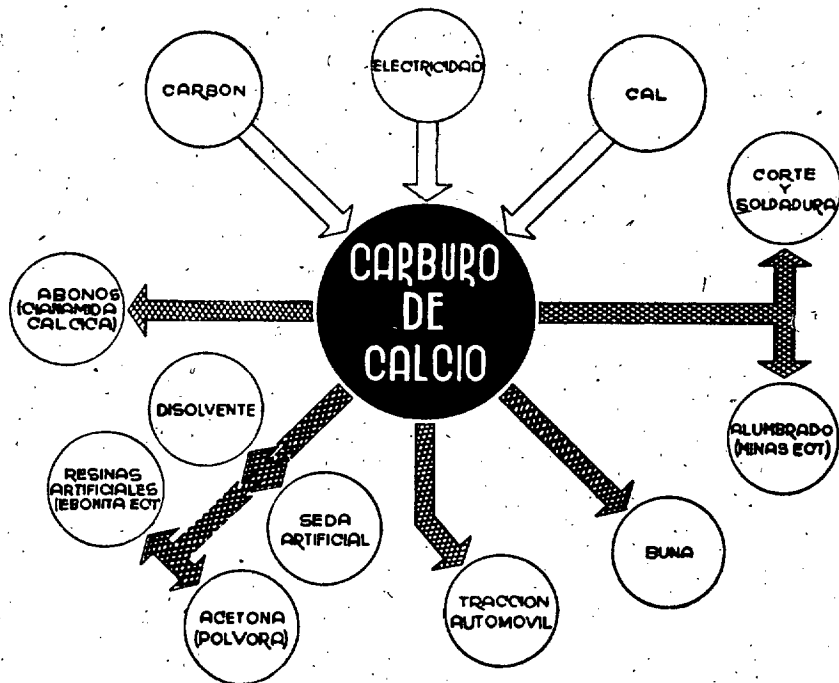 CARBON
ELECTRICIDAD
CAL
CORTE
Y
SOLDADURA
CARBURO
DE
CALCIO
ABONOS
(CIANAMIDA
CALCICA)
DISOLVENTE
ALUMBRADO
(MINAS ECT)
RESINAS
ARTIFICIALES
(EBONITA ECT
SEDA
ARTIFICIAL
BUNA
TRACCION
AUTOMOVIL
ACETONA
(POLVORA)